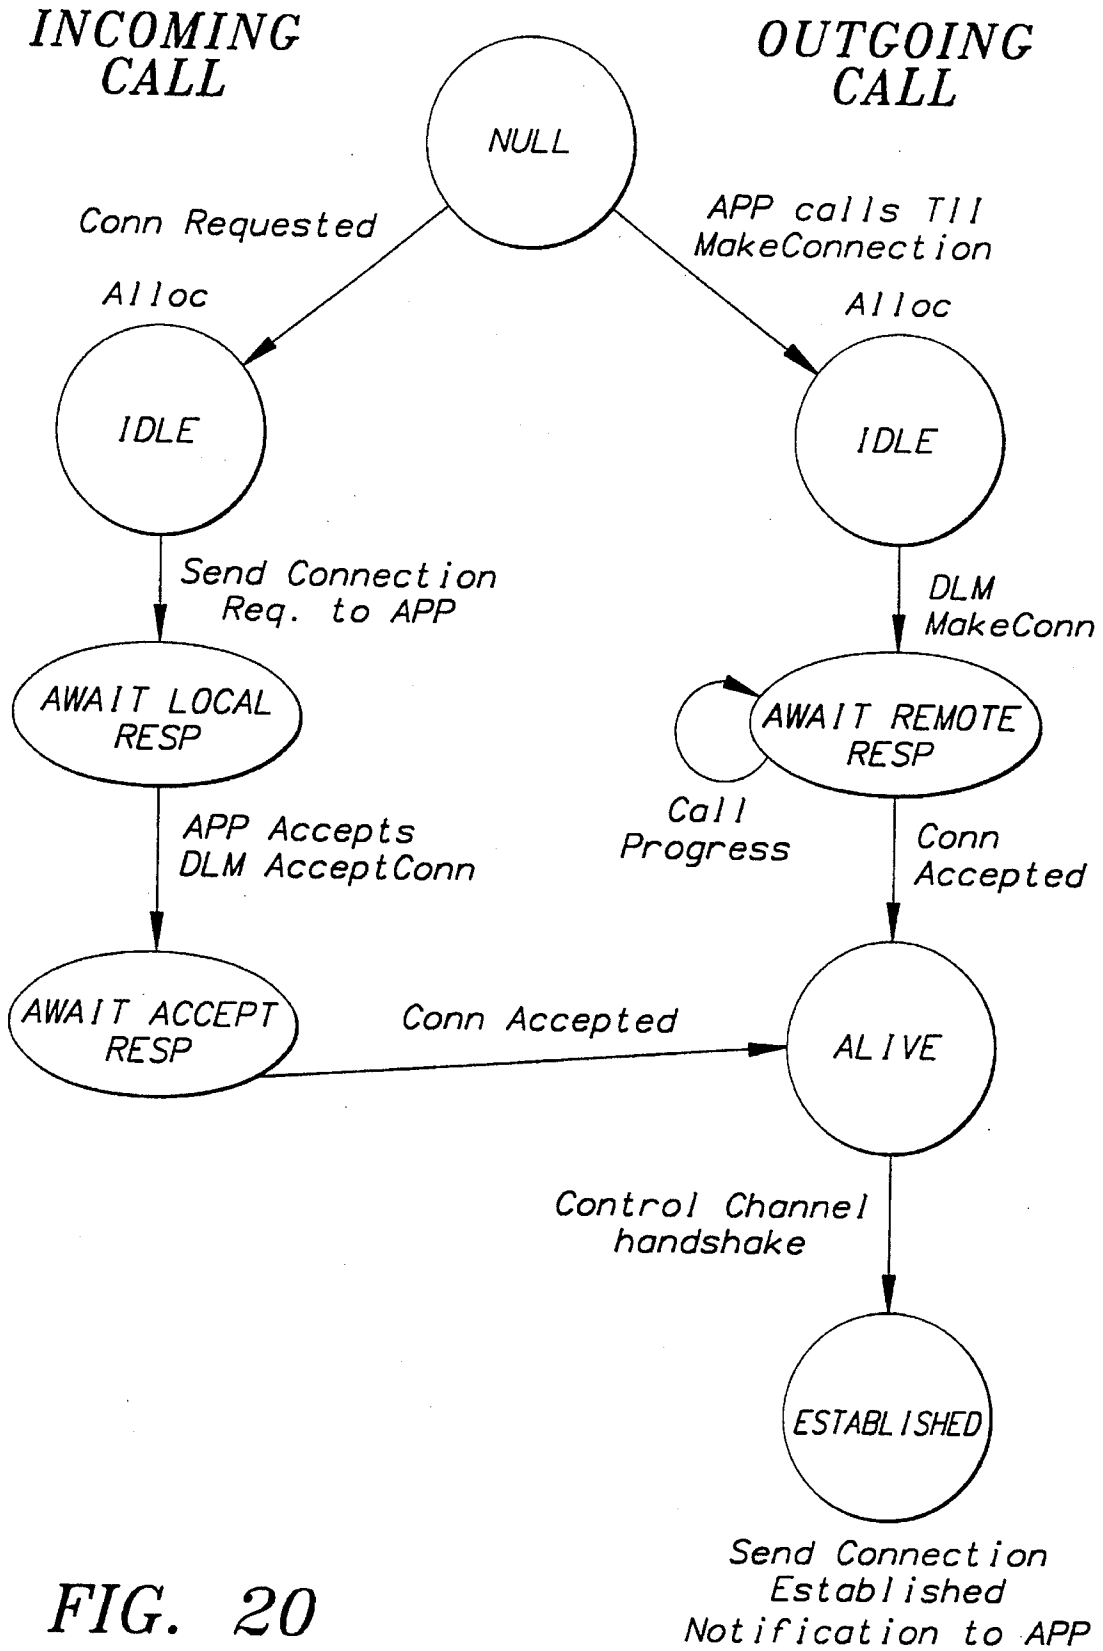 INCOMING
CALL
OUTGOING
CALL
NULL
Conn Requested
APP calls TII
MakeConnection
Alloc
Alloc
IDLE
IDLE
Send Connection
Req. to APP
DLM
MakeConn
AWAIT LOCAL
RESP
AWAIT REMOTE
RESP
Call
Progress
APP Accepts
DLM AcceptConn
Conn
Accepted
AWAIT ACCEPT
RESP
Conn Accepted
ALIVE
Control Channel
handshake
ESTABLISHED
Send Connection
Established
Notification to APP
FIG. 20